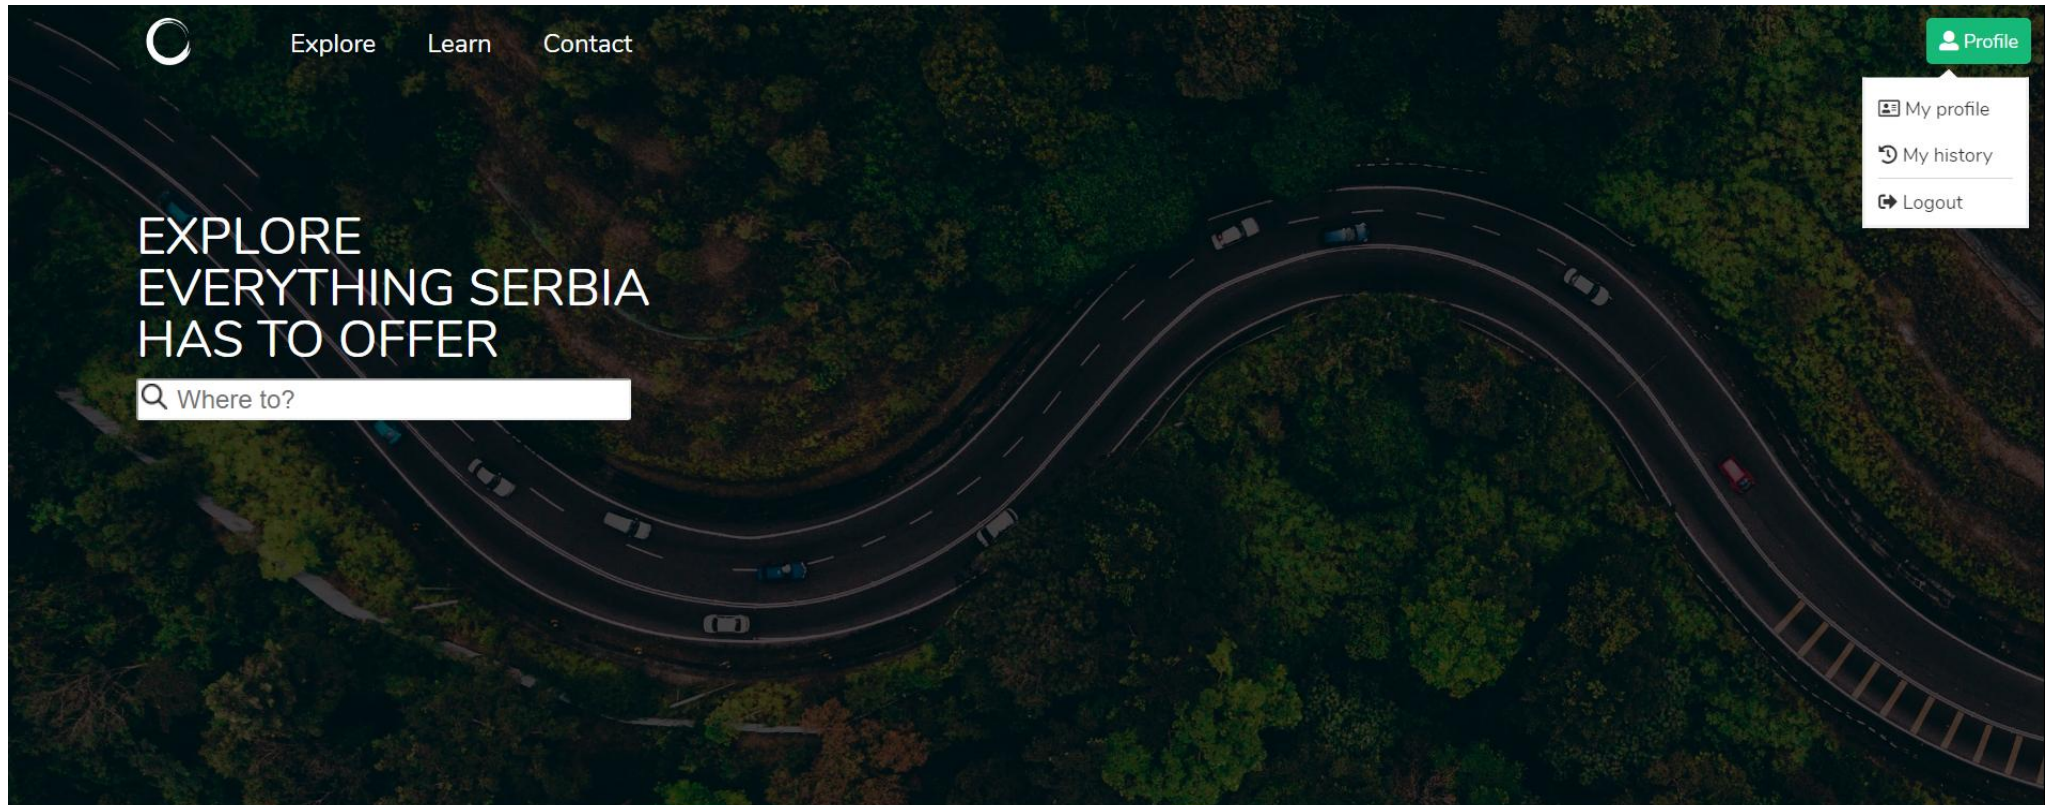 Explore Learn Contact
Profile
My profile
My history
Logout
EXPLORE
EVERYTHING SERBIA
HAS TO OFFER
Where to?